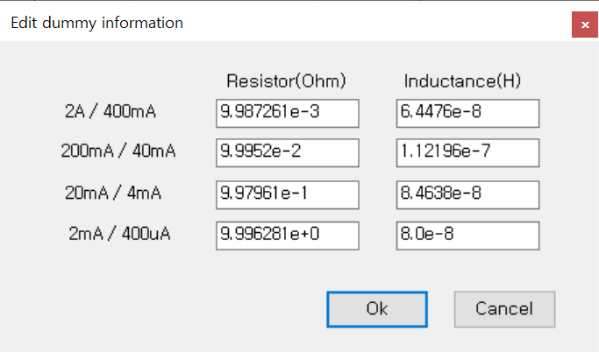 Edit dummy information
x
Resistor(Ohm) Inductance(H)
2A / 400mA 9.987261e-3 6.4476e-8
200mA / 40mA 9.9952e-2 1.12196e-7
20mA / 4mA 9.97961e-1 8.4638e-8
2mA / 400uA 9.996281e+0 8.0e-8
Ok Cancel